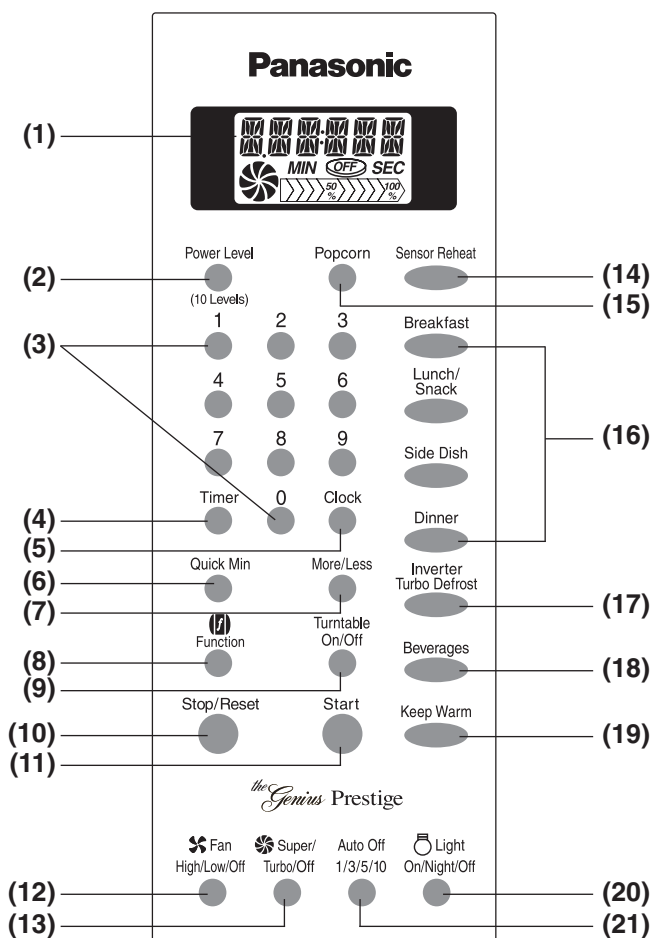 Panasonic
(1)
MIN OFF SEC
50 % 100 %
Power Level Popcorn Sensor Reheat
(2) (14)
(10 Levels) (15)
1 2 3 Breakfast
(3)
4 5 6 Lunch/
Snack
(16)
7 8 9 Side Dish
Timer 0 Clock Dinner
(4)
(5)
Quick Min More/Less Inverter
Turbo Defrost
(6) (17)
(7)
Function Turntable
On/Off Beverages
(8) (18)
(9)
Stop/Reset Start Keep Warm
(10) (19)
(11)
the Genius Prestige
Fan Super/ Auto Off Light
High/Low/Off Turbo/Off 1/3/5/10 On/Night/Off
(12) (20)
(13) (21)